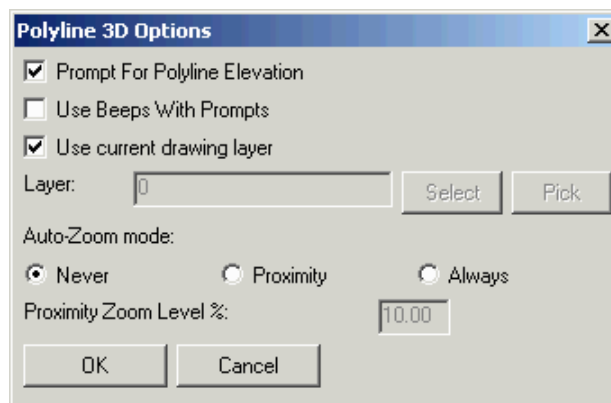 Polyline 3D Options
Prompt For Polyline Elevation
Use Beeps With Prompts
Use current drawing layer
Layer: 0 Select Pick
Auto-Zoom mode:
Never Proximity Always
Proximity Zoom Level %: 10.00
OK Cancel